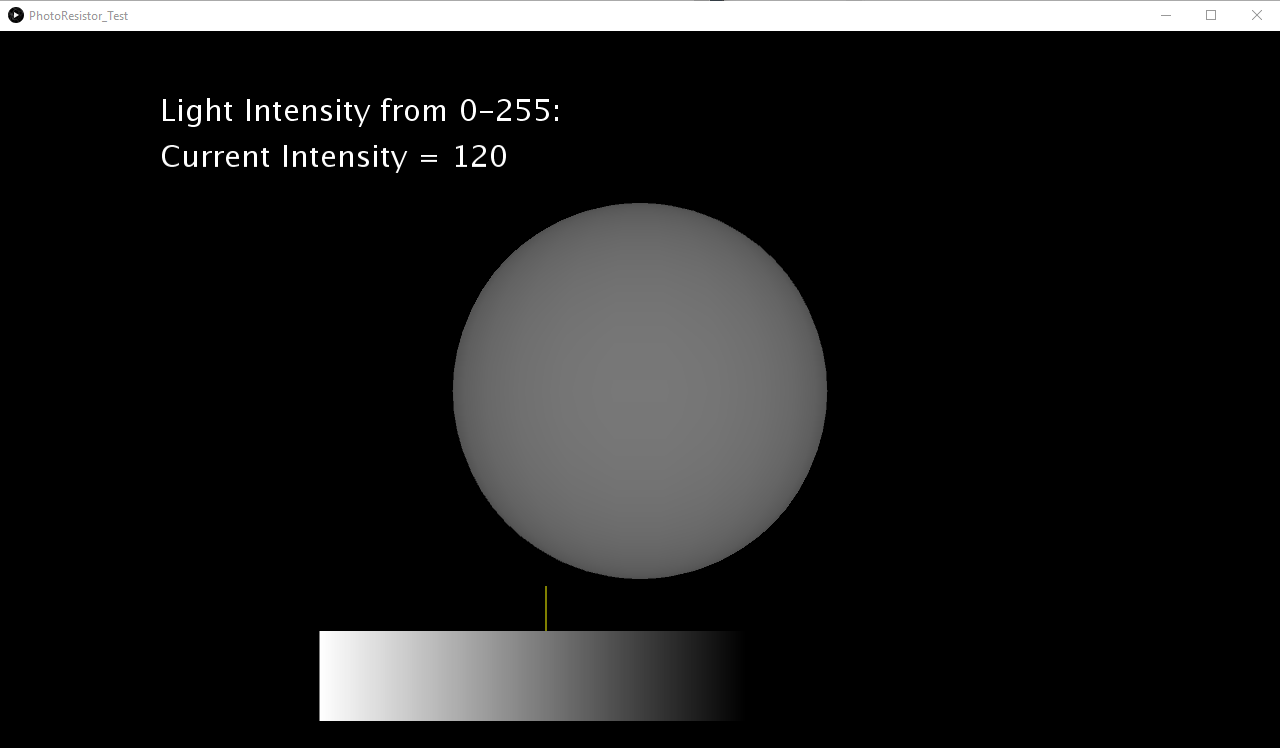 PhotoResistor_Test
Light Intensity from 0-255:
Current Intensity = 120